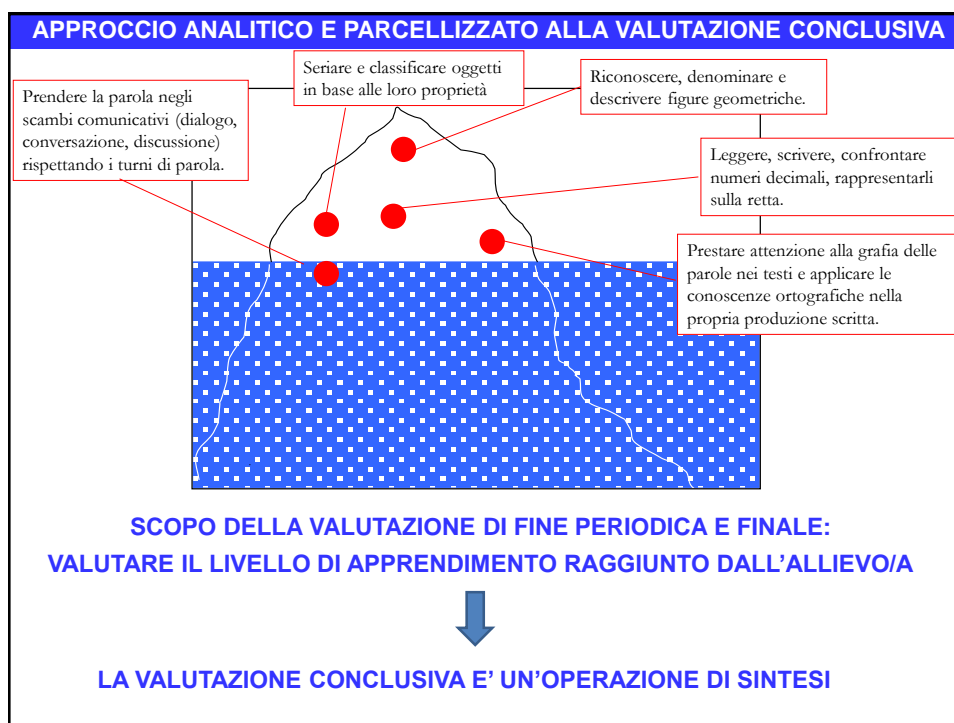 APPROCCIO ANALITICO E PARCELLIZZATO ALLA VALUTAZIONE CONCLUSIVA
Prendere la parola negli
scambi comunicativi (dialogo,
conversazione, discussione)
rispettando i turni di parola.
Seriare e classificare oggetti
in base alle loro proprietà
Riconoscere, denominare e
descrivere figure geometriche.
Leggere, scrivere, confrontare
numeri decimali, rappresentarli
sulla retta.
Prestare attenzione alla grafia delle
parole nei testi e applicare le
conoscenze ortografiche nella
propria produzione scritta.
SCOPO DELLA VALUTAZIONE DI FINE PERIODICA E FINALE:
VALUTARE IL LIVELLO DI APPRENDIMENTO RAGGIUNTO DALL'ALLIEVO/A
LA VALUTAZIONE CONCLUSIVA E' UN'OPERAZIONE DI SINTESI